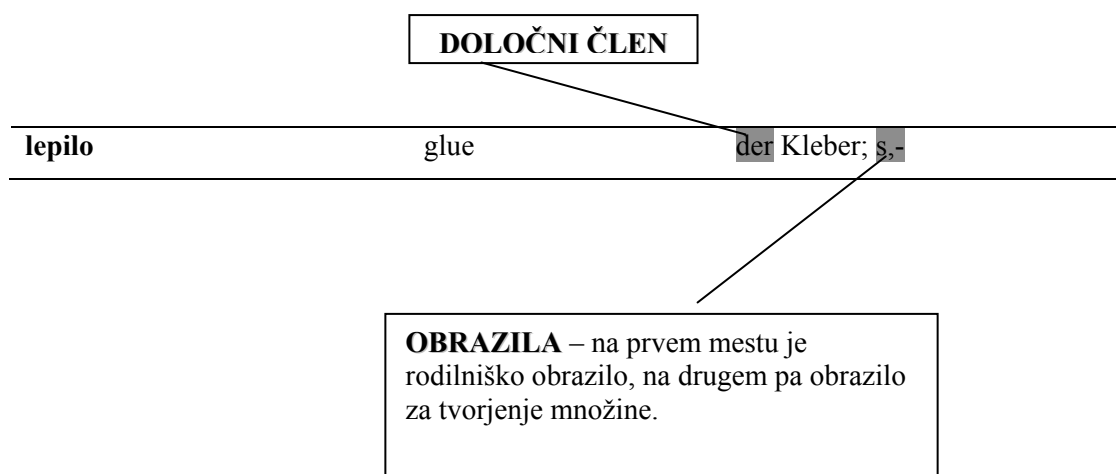 DOLOČNI ČLEN
lepilo glue der Kleber; s,-
OBRAZILA – na prvem mestu je
rodilniško obrazilo, na drugem pa obrazilo
za tvorjenje množine.